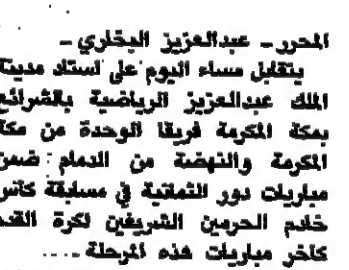 المحرر - عبدالعزيز البخاري -
يتقابل مساء اليوم على استاد مدينة
الملك عبدالعزيز الرياضية بالشرائع
بمكة المكرمة فريقا الوحدة من مكة
المكرمة والنهضة من الدمام ضمن
مباريات دور الثمانية في مسابقة كأس
خادم الحرمين الشريفين لكرة القدم
كآخر مباريات هذه المرحلة ....